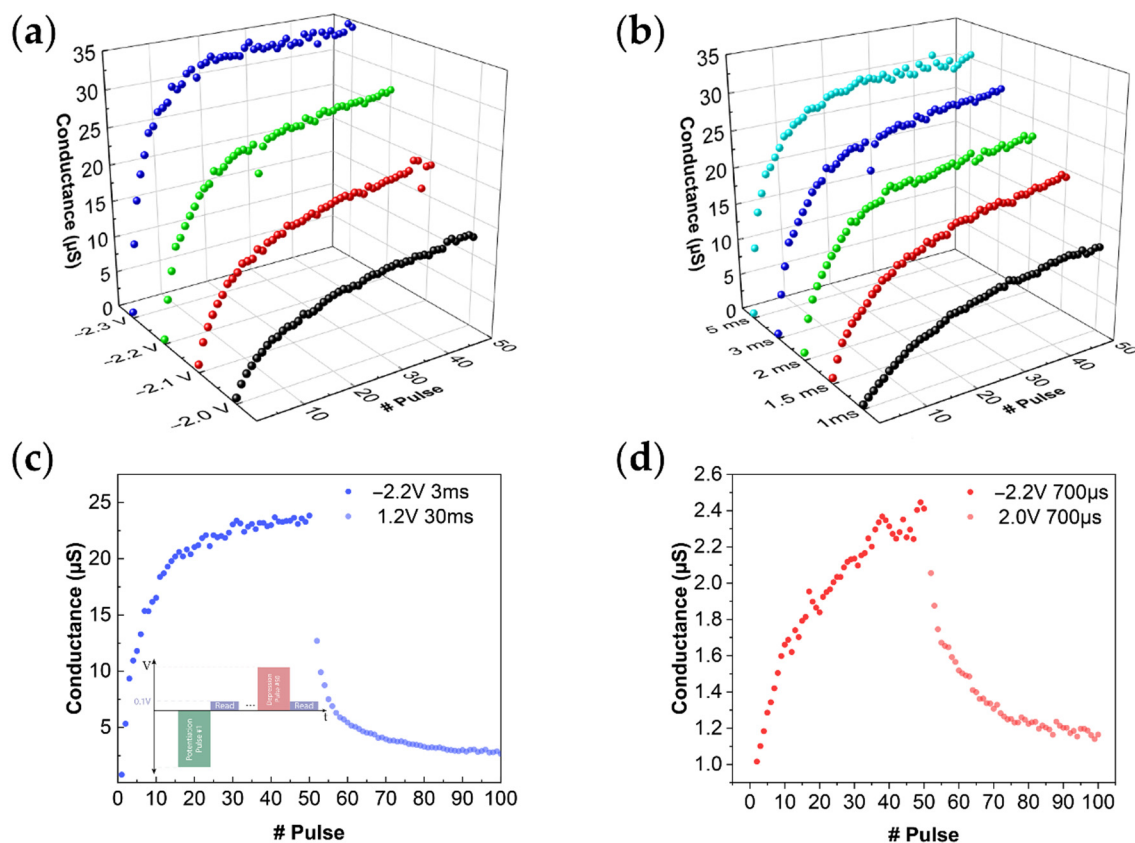 (a)
35
30
25
20
15
10
5
0
Conductance (µS)
−2.3 V
−2.2 V
−2.1 V
−2.0 V
10
20
30
40
50
# Pulse
(b)
35
30
25
20
15
10
5
0
Conductance (µS)
5 ms
3 ms
2 ms
1.5 ms
1ms
10
20
30
40
50
# Pulse
(c)
−2.2V 3ms
1.2V 30ms
25
20
15
10
5
Conductance (µS)
V
0.1V
Potentiation
Pulse #1
Read
...
Depression
Read
t
0 10 20 30 40 50 60 70 80 90 100
# Pulse
(d)
−2.2V 700µs
2.0V 700µs
2.6
2.4
2.2
2.0
1.8
1.6
1.4
1.2
1.0
Conductance (µS)
0 10 20 30 40 50 60 70 80 90 100
# Pulse